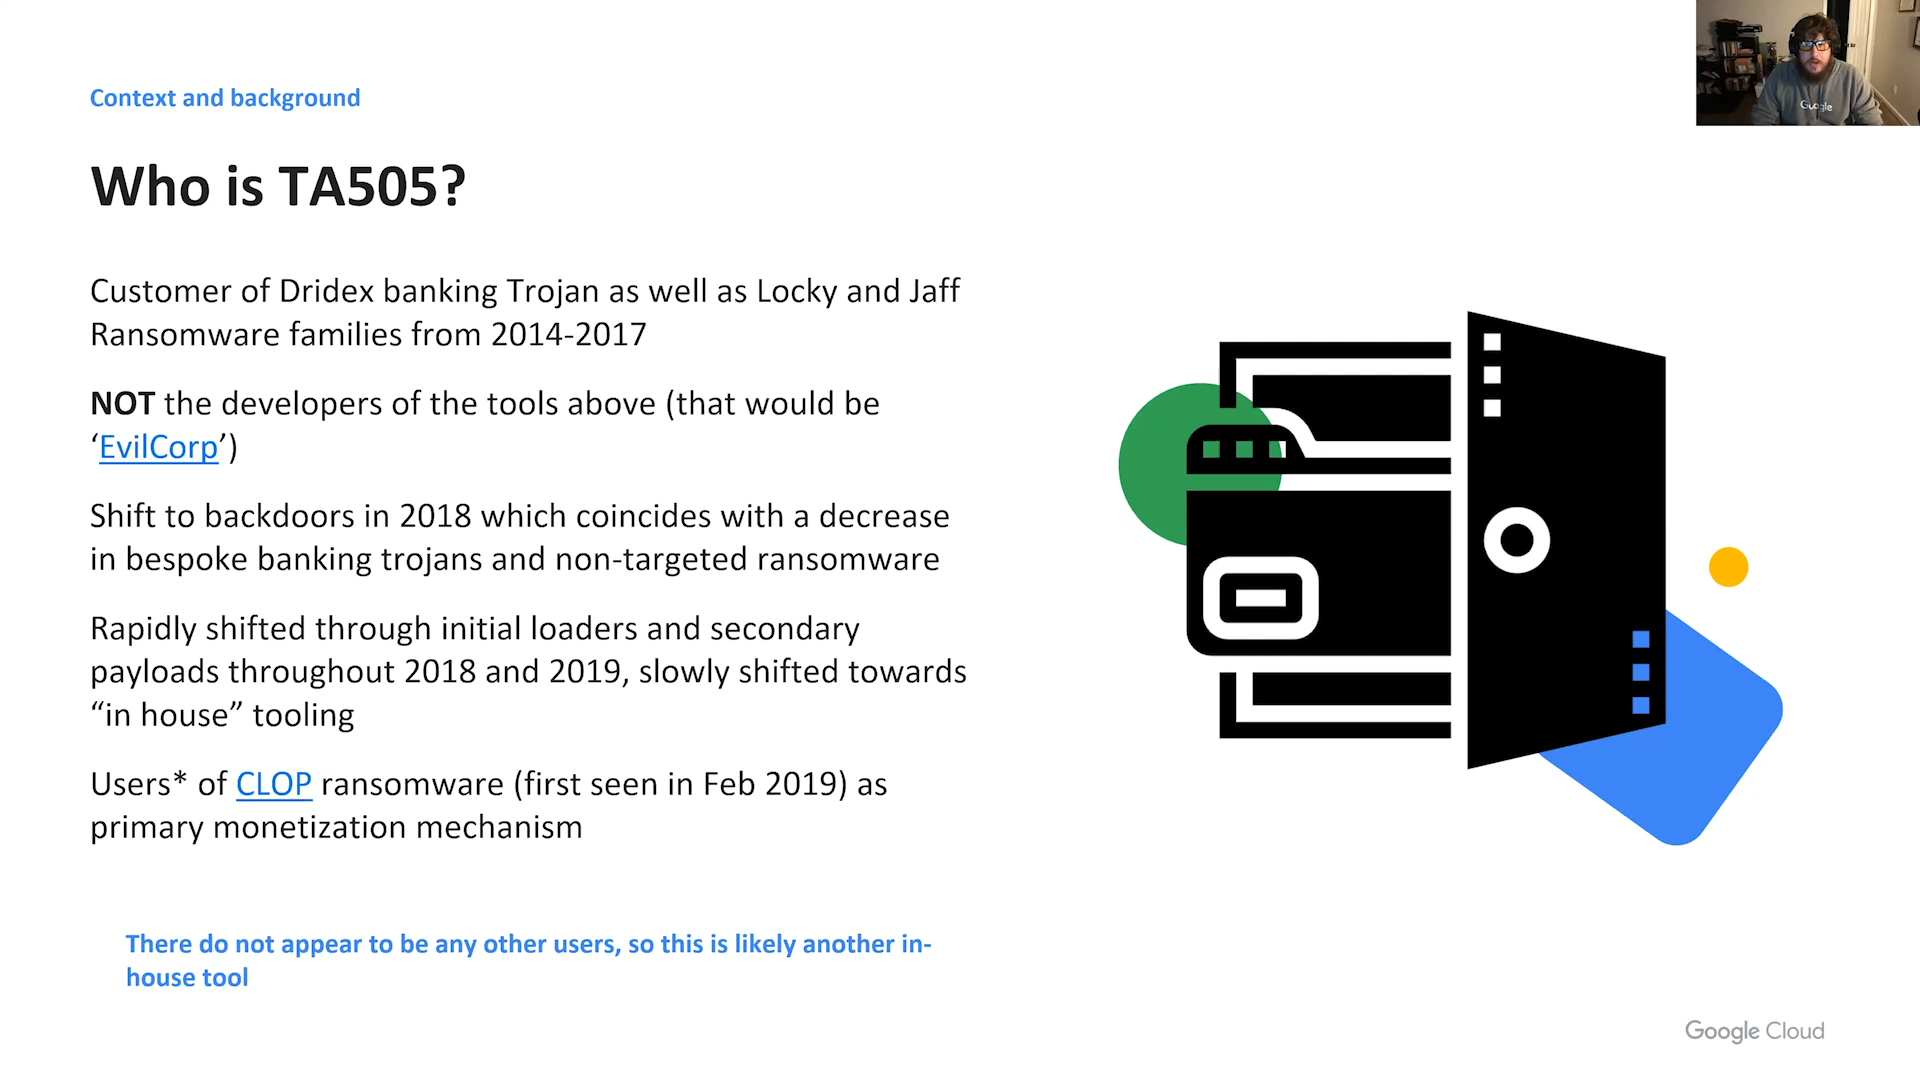 Context and background
Who is TA505?
Customer of Dridex banking Trojan as well as Locky and Jaff
Ransomware families from 2014-2017
NOT the developers of the tools above (that would be
‘EvilCorp’)
Shift to backdoors in 2018 which coincides with a decrease
in bespoke banking trojans and non-targeted ransomware
Rapidly shifted through initial loaders and secondary
payloads throughout 2018 and 2019, slowly shifted towards
“in house” tooling
Users* of CLOP ransomware (first seen in Feb 2019) as
primary monetization mechanism
There do not appear to be any other users, so this is likely another in-
house tool
Google Cloud
Google